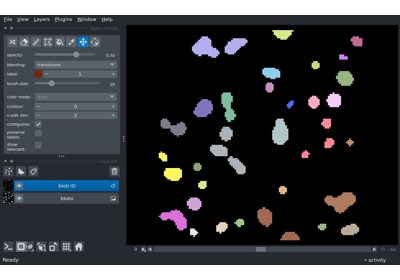 File View Layers Plugins Window Help
opacity: 0.70
blending: translucent
label: 1
brush size: 10
color mode:
contour: 0
n edit dim: 2
contiguous:
preserve labels:
show selected:
blob ID
blobs
Ready
activity